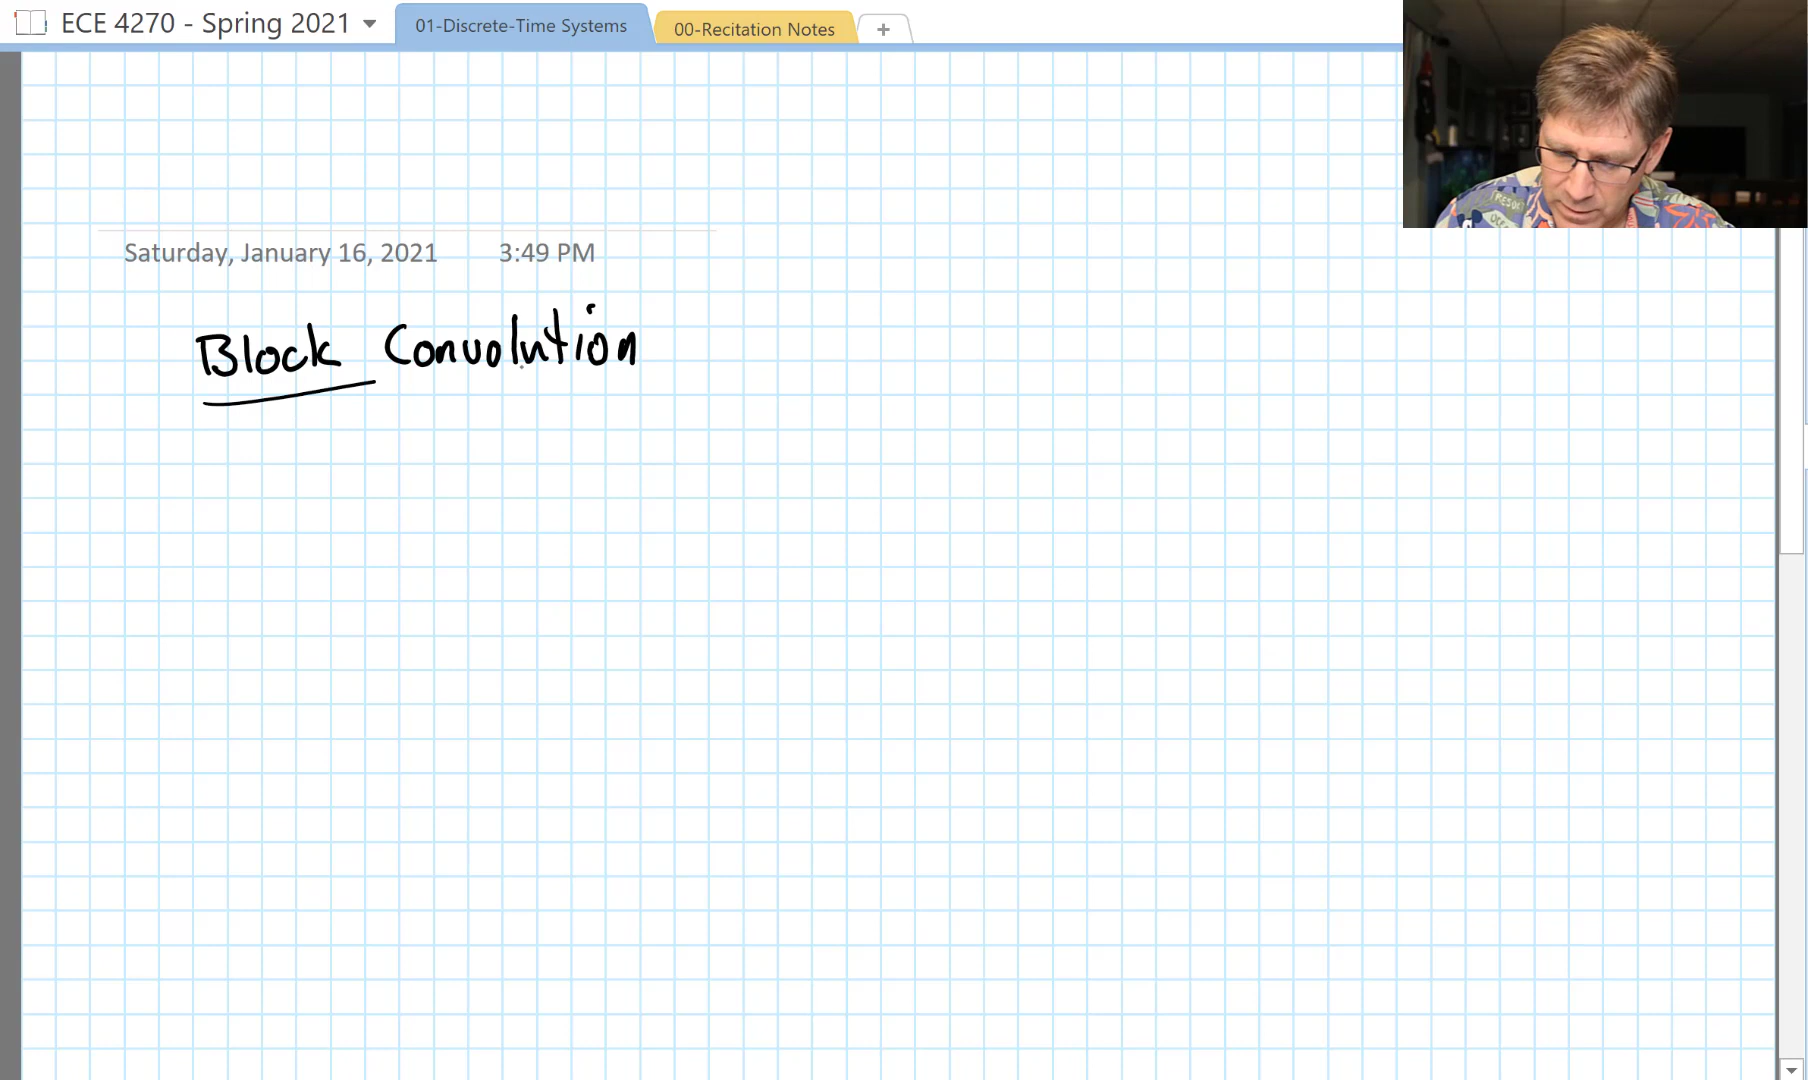 ECE 4270 - Spring 2021
01-Discrete-Time Systems
00-Recitation Notes
Saturday, January 16, 2021 3:49 PM
Block Convolution